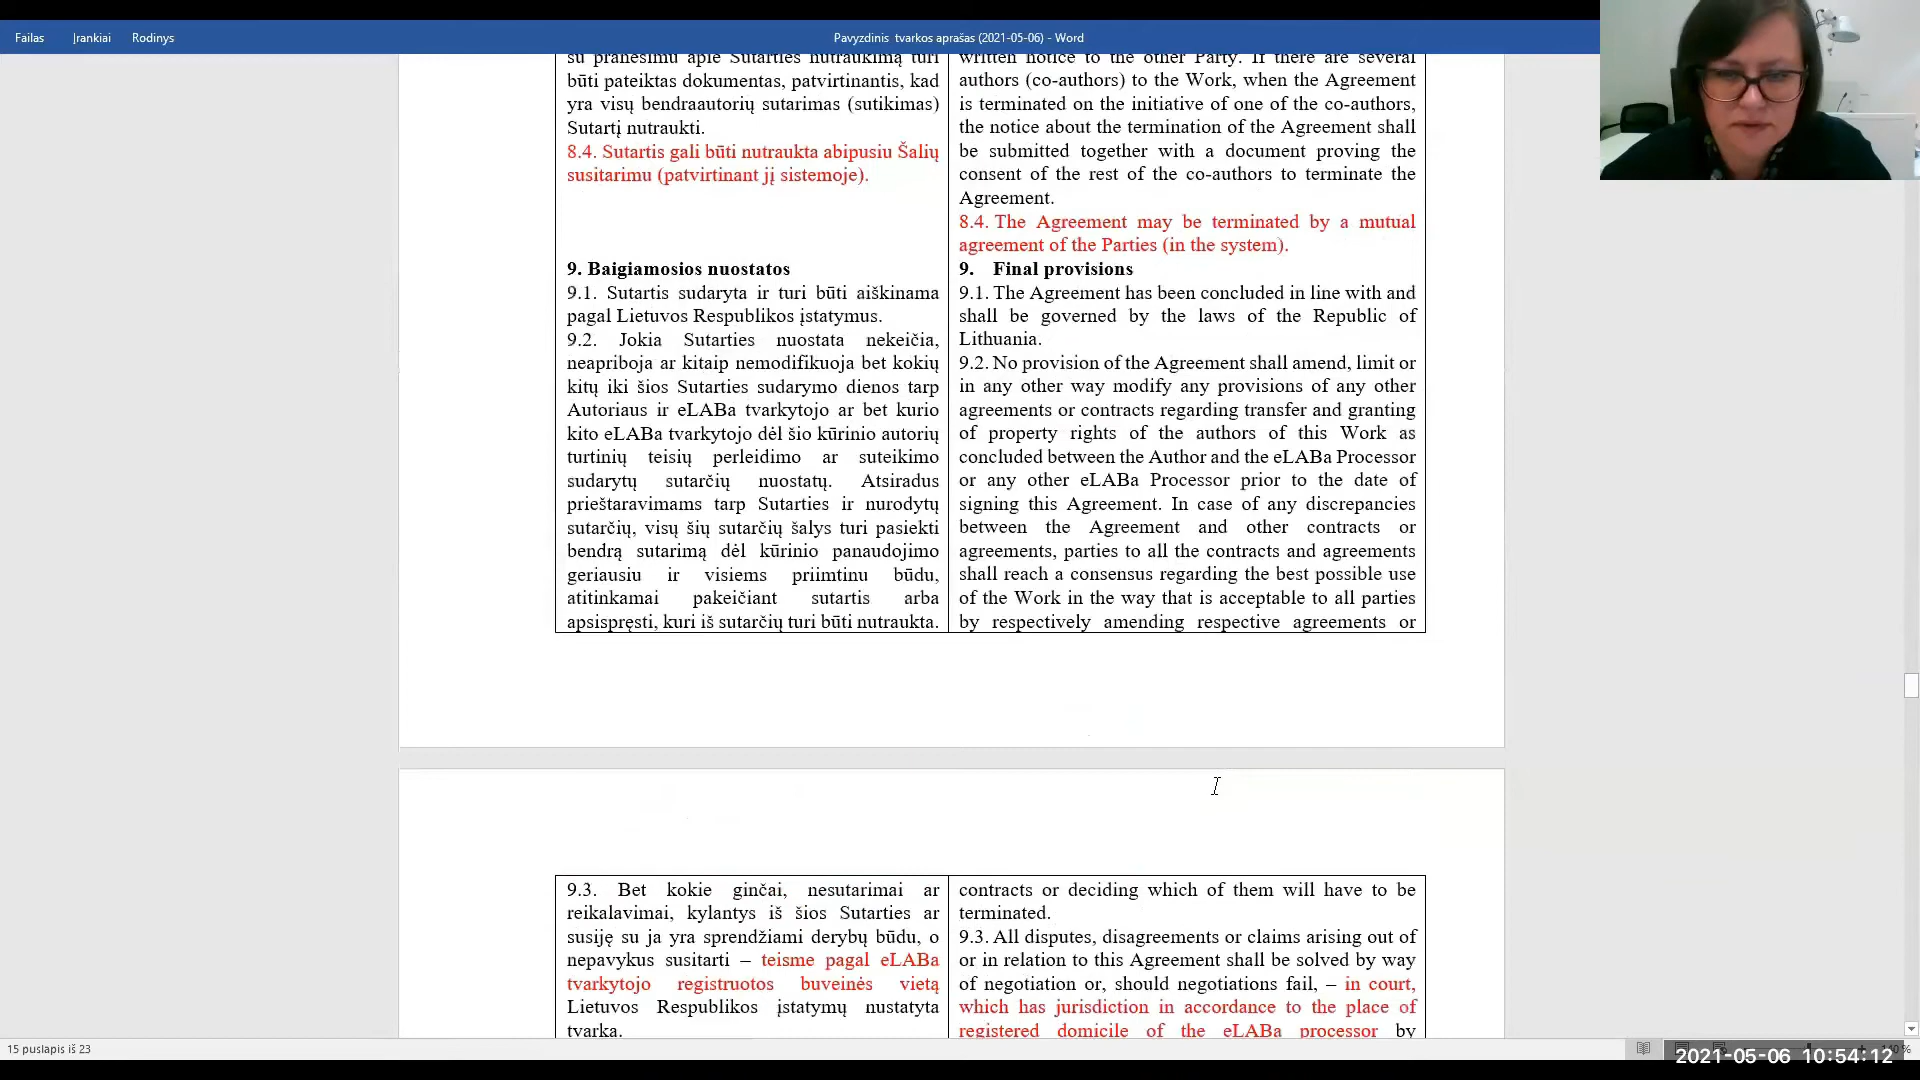 Failas Įrankiai Rodinys
Pavyzdinis tvarkos aprašas (2021-05-06) - Word
su pranešimu apie Sutarties nutraukimą turi
būti pateiktas dokumentas, patvirtinantis, kad
yra visų bendraautorių sutarimas (sutikimas)
Sutartį nutraukti.
8.4. Sutartis gali būti nutraukta abipusiu Šalių
susitarimu (patvirtinant jį sistemoje).
9. Baigiamosios nuostatos
9.1. Sutartis sudaryta ir turi būti aiškinama
pagal Lietuvos Respublikos įstatymus.
9.2. Jokia Sutarties nuostata nekeičia,
neapriboja ar kitaip nemodifikuoja bet kokių
kitų iki šios Sutarties sudarymo dienos tarp
Autoriaus ir eLABa tvarkytojo ar bet kurio
kito eLABa tvarkytojo dėl šio kūrinio autorių
turtinių teisių perleidimo ar suteikimo
sudarytų sutarčių nuostatų. Atsiradus
prieštaravimams tarp Sutarties ir nurodytų
sutarčių, visų šių sutarčių šalys turi pasiekti
bendrą sutarimą dėl kūrinio panaudojimo
geriausiu ir visiems priimtinu būdu,
atitinkamai pakeičiant sutartis arba
apsispręsti, kuri iš sutarčių turi būti nutraukta.
written notice to the other Party. If there are several
authors (co-authors) to the Work, when the Agreement
is terminated on the initiative of one of the co-authors,
the notice about the termination of the Agreement shall
be submitted together with a document proving the
consent of the rest of the co-authors to terminate the
Agreement.
8.4. The Agreement may be terminated by a mutual
agreement of the Parties (in the system).
9. Final provisions
9.1. The Agreement has been concluded in line with and
shall be governed by the laws of the Republic of
Lithuania.
9.2. No provision of the Agreement shall amend, limit or
in any other way modify any provisions of any other
agreements or contracts regarding transfer and granting
of property rights of the authors of this Work as
concluded between the Author and the eLABa Processor
or any other eLABa Processor prior to the date of
signing this Agreement. In case of any discrepancies
between the Agreement and other contracts or
agreements, parties to all the contracts and agreements
shall reach a consensus regarding the best possible use
of the Work in the way that is acceptable to all parties
by respectively amending respective agreements or
9.3. Bet kokie ginčai, nesutarimai ar
reikalavimai, kylantys iš šios Sutarties ar
susiję su ja yra sprendžiami derybų būdu, o
nepavykus susitarti – teisme pagal eLABa
tvarkytojo registruotos buveinės vietą
Lietuvos Respublikos įstatymų nustatyta
tvarka.
contracts or deciding which of them will have to be
terminated.
9.3. All disputes, disagreements or claims arising out of
or in relation to this Agreement shall be solved by way
of negotiation or, should negotiations fail, – in court,
which has jurisdiction in accordance to the place of
registered domicile of the eLABa processor by
15 puslapis iš 23
2021-05-06 10:54:12